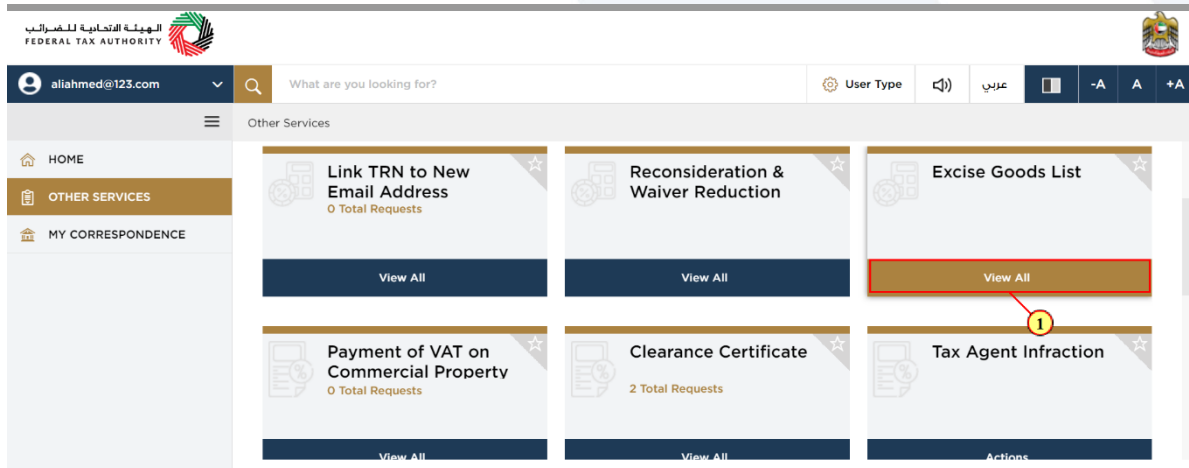 الهيئة الاتحادية للضرائب
FEDERAL TAX AUTHORITY
aliahmed@123.com
What are you looking for?
User Type
عربي
-A
A
+A
Other Services
HOME
OTHER SERVICES
MY CORRESPONDENCE
Link TRN to New
Email Address
0 Total Requests
View All
Reconsideration &
Waiver Reduction
View All
Excise Goods List
View All
1
Payment of VAT on
Commercial Property
0 Total Requests
View All
Clearance Certificate
2 Total Requests
View All
Tax Agent Infraction
Actions